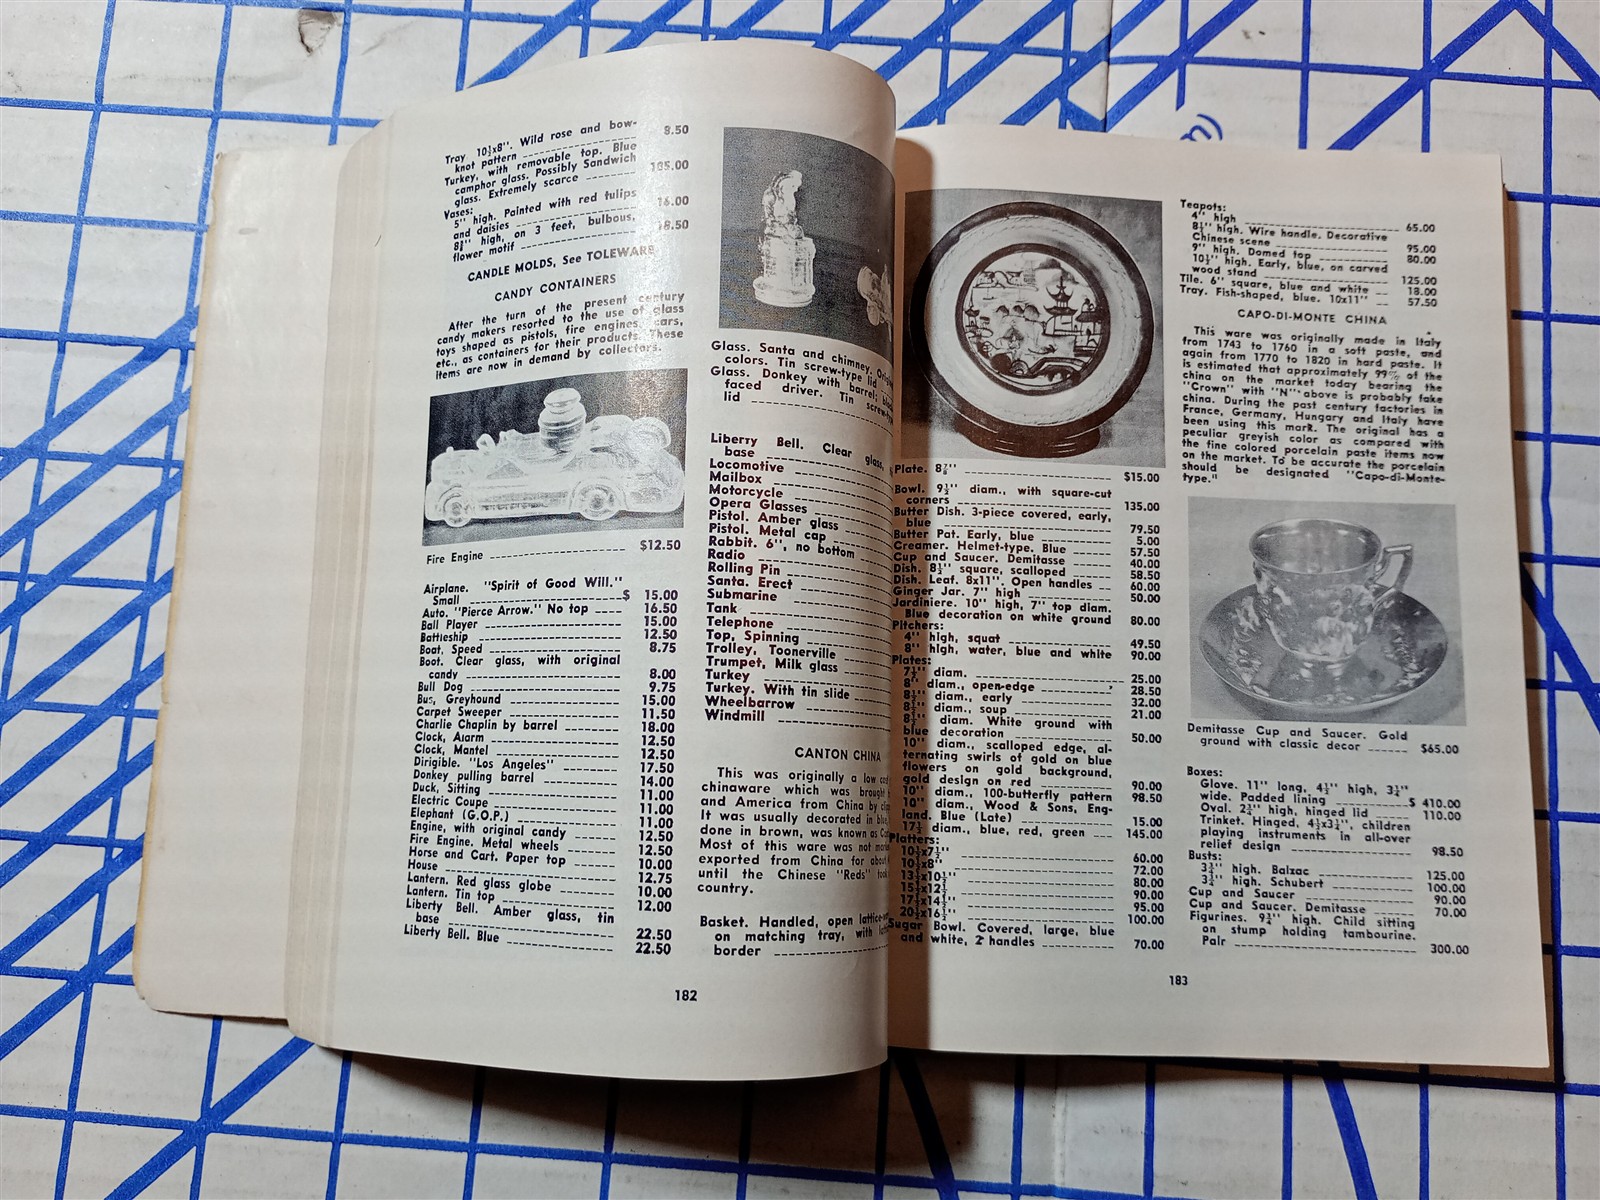 Tray 10½x8". Wild rose and bow-
knot pattern 8.50
Turkey, with removable top. Blue
camphor glass. Possibly Sandwich
glass. Extremely scarce 185.00
Vases:
5" high. Painted with red tulips
and daisies 16.00
8⅜" high, on 3 feet, bulbous,
flower motif 18.50
CANDLE MOLDS, See TOLEWARE
CANDY CONTAINERS
After the turn of the present century
candy makers resorted to the use of glass
toys shaped as pistols, fire engines, cars,
etc., as containers for their products. These
items are now in demand by collectors.
Fire Engine $12.50
Airplane. "Spirit of Good Will."
Small $ 15.00
Auto. "Pierce Arrow." No top 16.50
Ball Player 15.00
Battleship 12.50
Boat, Speed 8.75
Boot. Clear glass, with original
candy 8.00
Bull Dog 9.75
Bus, Greyhound 15.00
Carpet Sweeper 11.50
Charlie Chaplin by barrel 18.00
Clock, Alarm 12.50
Clock, Mantel 12.50
Dirigible. "Los Angeles" 17.50
Donkey pulling barrel 14.00
Duck, Sitting 11.00
Electric Coupe 11.00
Elephant (G.O.P.) 11.00
Engine, with original candy 12.50
Fire Engine. Metal wheels 12.50
Horse and Cart. Paper top 10.00
House 12.75
Lantern. Red glass globe 10.00
Lantern. Tin top 12.00
Liberty Bell. Amber glass, tin
base 22.50
Liberty Bell. Blue 22.50
Glass. Santa and chimney.
colors. Tin screw-type lid
Glass. Donkey with barrel;
faced driver. Tin
lid
Liberty Bell. Clear glass,
base
Locomotive
Mailbox
Motorcycle
Opera Glasses
Pistol. Amber glass
Pistol. Metal cap
Rabbit. 6", no bottom
Radio
Rolling Pin
Santa. Erect
Submarine
Tank
Telephone
Top, Spinning
Trolley, Toonerville
Trumpet, Milk glass
Turkey
Turkey. With tin slide
Wheelbarrow
Windmill
CANTON CHINA
This was originally a low
chinaware which was brought
and America from China by
It was usually decorated in blue,
done in brown, was known as
Most of this ware was not
exported from China for about
until the Chinese "Reds" took
country.
Basket. Handled, open
on matching tray, with
border
182
Plate. 8⅞" $15.00
Bowl. 9½" diam., with square-cut
corners 135.00
Butter Dish. 3-piece covered, early,
blue 79.50
Butter Pat. Early, blue 5.00
Creamer. Helmet-type. Blue 57.50
Cup and Saucer. Demitasse 40.00
Dish. 8½" square, scalloped 58.50
Dish. Leaf. 8x11". Open handles 60.00
Ginger Jar. 7" high 50.00
Jardiniere. 10" high, 7" top diam.
Blue decoration on white ground 80.00
Pitchers:
4" high, squat 49.50
8" high, water, blue and white 90.00
Plates:
7½" diam. 25.00
8" diam., open-edge 28.50
8½" diam., early 32.00
8½" diam., soup 21.00
8½" diam. White ground with
blue decoration 50.00
10" diam., scalloped edge, al-
ternating swirls of gold on blue
flowers on gold background,
gold design on red 90.00
10" diam., 100-butterfly pattern 98.50
10" diam., Wood & Sons, Eng-
land. Blue (Late) 15.00
17½ diam., blue, red, green 145.00
Platters:
10½x7½" 60.00
10½x8" 72.00
13½x10½" 80.00
15½x12½ 90.00
17½x14½" 95.00
20½x16½" 100.00
Sugar Bowl. Covered, large, blue
and white, 2 handles 70.00
Teapots:
4" high 65.00
8½" high. Wire handle. Decorative
Chinese scene 95.00
9" high. Domed top 80.00
10½" high. Early, blue, on carved
wood stand 125.00
Tile. 6" square, blue and white 18.00
Tray. Fish-shaped, blue. 10x11" 57.50
CAPO-DI-MONTE CHINA
This ware was originally made in Italy
from 1743 to 1760 in a soft paste, and
again from 1770 to 1820 in hard paste. It
is estimated that approximately 99% of the
china on the market today bearing the
"Crown" with "N" above is probably fake
china. During the past century factories in
France, Germany, Hungary and Italy have
been using this mark. The original has a
peculiar greyish color as compared with
the fine colored porcelain paste items now
on the market. To be accurate the porcelain
should be designated "Capo-di-Monte-
type."
Demitasse Cup and Saucer. Gold
ground with classic decor $65.00
Boxes:
Glove. 11" long, 4½" high, 3¼"
wide. Padded lining $ 410.00
Oval. 2¾" high, hinged lid 110.00
Trinket. Hinged, 4½x3¼", children
playing instruments in all-over
relief design 98.50
Busts:
3¾" high. Balzac 125.00
3¾" high. Schubert 100.00
Cup and Saucer 90.00
Cup and Saucer. Demitasse 70.00
Figurines. 9¾" high. Child sitting
on stump holding tambourine.
Pair 300.00
183